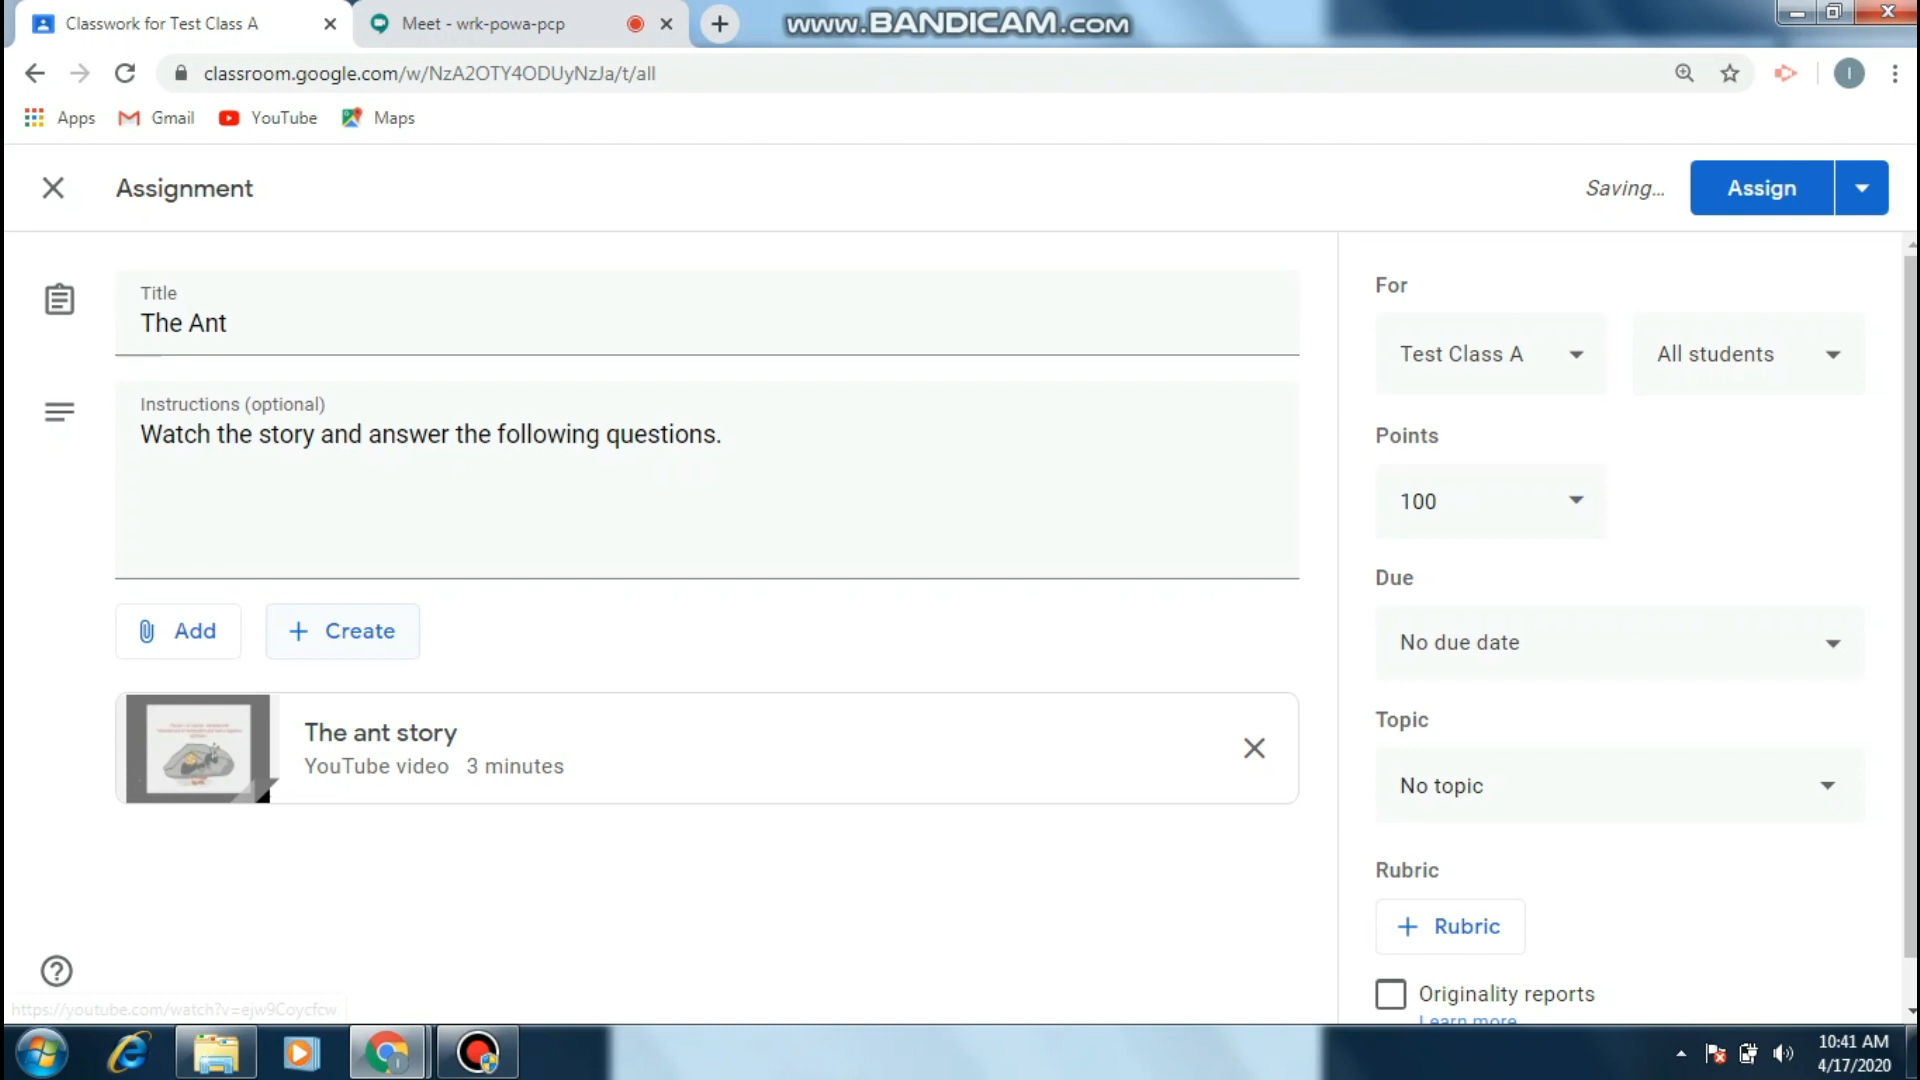 Classwork for Test Class A
Meet - wrk-powa-pcp
www.BANDICAM.com
classroom.google.com/w/NzA2OTY4ODUyNzJa/t/all
I
Apps
Gmail
YouTube
Maps
Assignment
Saving...
Assign
Title
The Ant
Instructions (optional)
Watch the story and answer the following questions.
Add
Create
The ant story
YouTube video 3 minutes
For
Test Class A
All students
Points
100
Due
No due date
Topic
No topic
Rubric
Rubric
Originality reports
Learn more
https://youtube.com/watch?v=ejw9Coycfcw
10:41 AM
4/17/2020